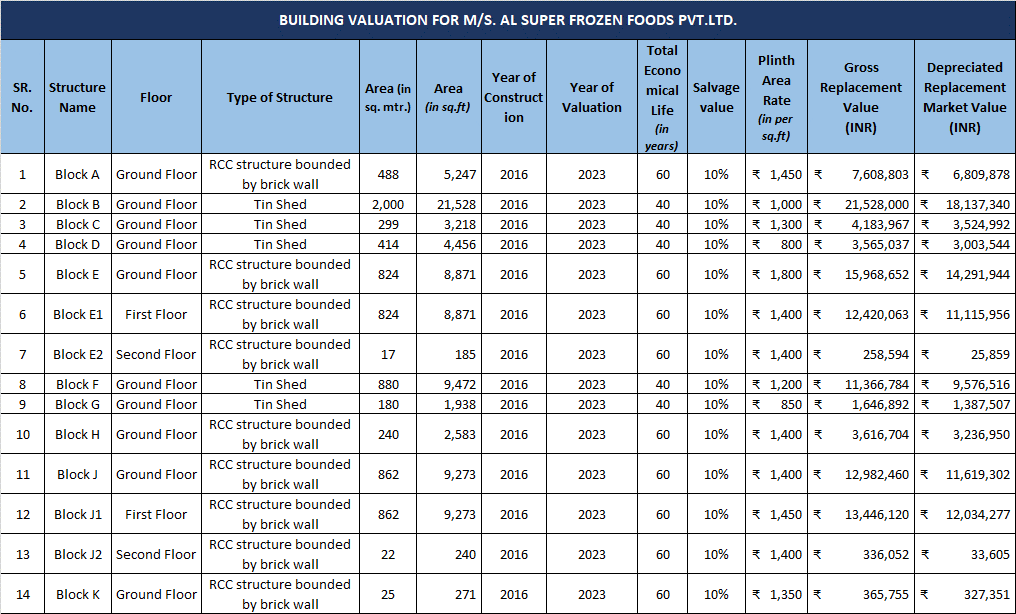 BUILDING VALUATION FOR M/S. AL SUPER FROZEN FOODS PVT.LTD.
SR. No. | Structure Name | Floor | Type of Structure | Area (in sq. mtr.) | Area (in sq.ft) | Year of Construct ion | Year of Valuation | Total Econo mical Life (in years) | Salvage value | Plinth Area Rate (in per sq.ft) | Gross Replacement Value (INR) | Depreciated Replacement Market Value (INR)
1 | Block A | Ground Floor | RCC structure bounded by brick wall | 488 | 5,247 | 2016 | 2023 | 60 | 10% | ₹ 1,450 | ₹ 7,608,803 | ₹ 6,809,878
2 | Block B | Ground Floor | Tin Shed | 2,000 | 21,528 | 2016 | 2023 | 40 | 10% | ₹ 1,000 | ₹ 21,528,000 | ₹ 18,137,340
3 | Block C | Ground Floor | Tin Shed | 299 | 3,218 | 2016 | 2023 | 40 | 10% | ₹ 1,300 | ₹ 4,183,967 | ₹ 3,524,992
4 | Block D | Ground Floor | Tin Shed | 414 | 4,456 | 2016 | 2023 | 40 | 10% | ₹ 800 | ₹ 3,565,037 | ₹ 3,003,544
5 | Block E | Ground Floor | RCC structure bounded by brick wall | 824 | 8,871 | 2016 | 2023 | 60 | 10% | ₹ 1,800 | ₹ 15,968,652 | ₹ 14,291,944
6 | Block E1 | First Floor | RCC structure bounded by brick wall | 824 | 8,871 | 2016 | 2023 | 60 | 10% | ₹ 1,400 | ₹ 12,420,063 | ₹ 11,115,956
7 | Block E2 | Second Floor | RCC structure bounded by brick wall | 17 | 185 | 2016 | 2023 | 60 | 10% | ₹ 1,400 | ₹ 258,594 | ₹ 25,859
8 | Block F | Ground Floor | Tin Shed | 880 | 9,472 | 2016 | 2023 | 40 | 10% | ₹ 1,200 | ₹ 11,366,784 | ₹ 9,576,516
9 | Block G | Ground Floor | Tin Shed | 180 | 1,938 | 2016 | 2023 | 40 | 10% | ₹ 850 | ₹ 1,646,892 | ₹ 1,387,507
10 | Block H | Ground Floor | RCC structure bounded by brick wall | 240 | 2,583 | 2016 | 2023 | 60 | 10% | ₹ 1,400 | ₹ 3,616,704 | ₹ 3,236,950
11 | Block J | Ground Floor | RCC structure bounded by brick wall | 862 | 9,273 | 2016 | 2023 | 60 | 10% | ₹ 1,400 | ₹ 12,982,460 | ₹ 11,619,302
12 | Block J1 | First Floor | RCC structure bounded by brick wall | 862 | 9,273 | 2016 | 2023 | 60 | 10% | ₹ 1,450 | ₹ 13,446,120 | ₹ 12,034,277
13 | Block J2 | Second Floor | RCC structure bounded by brick wall | 22 | 240 | 2016 | 2023 | 60 | 10% | ₹ 1,400 | ₹ 336,052 | ₹ 33,605
14 | Block K | Ground Floor | RCC structure bounded by brick wall | 25 | 271 | 2016 | 2023 | 60 | 10% | ₹ 1,350 | ₹ 365,755 | ₹ 327,351